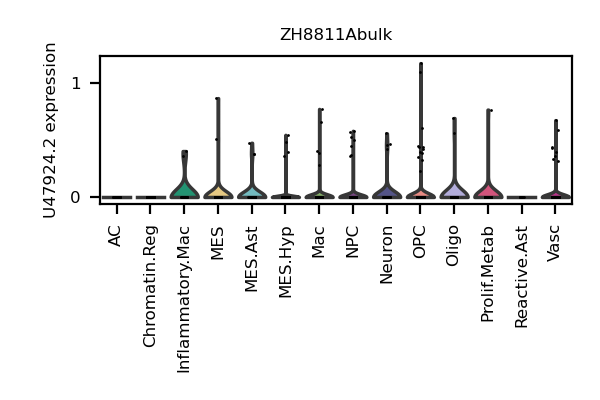 ZH8811Abulk
U47924.2 expression
1
0
AC
Chromatin.Reg
Inflammatory.Mac
MES
MES.Ast
MES.Hyp
Mac
NPC
Neuron
OPC
Oligo
Prolif.Metab
Reactive.Ast
Vasc